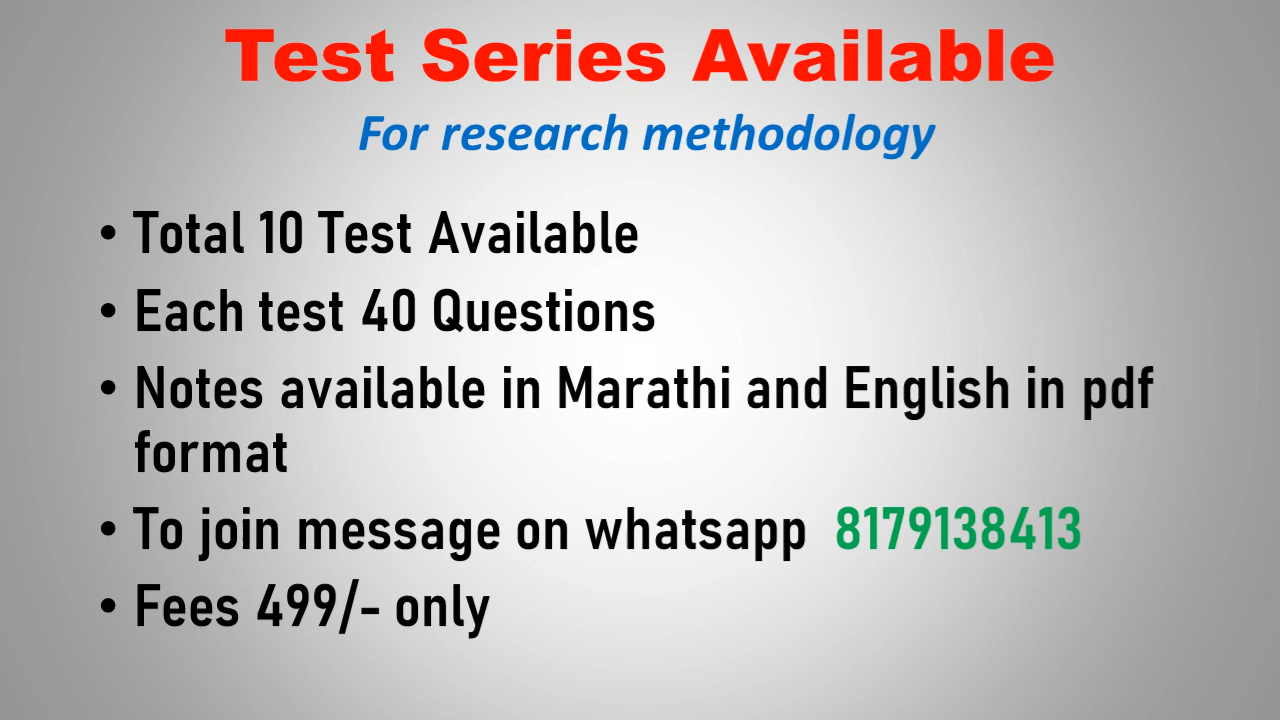 Test Series Available
For research methodology
• Total 10 Test Available
• Each test 40 Questions
• Notes available in Marathi and English in pdf
format
• To join message on whatsapp 8179138413
• Fees 499/- only